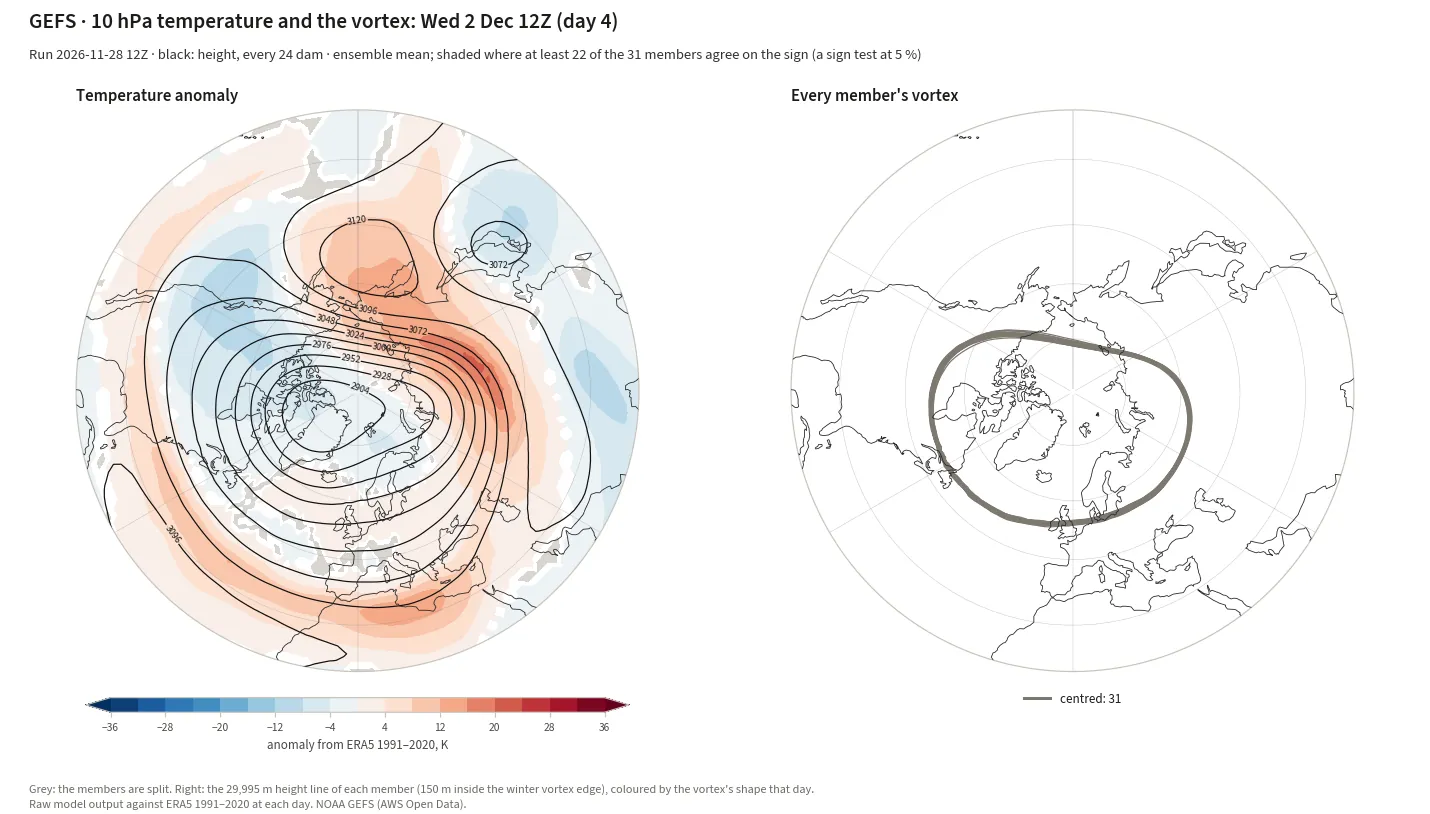 GEFS · 10 hPa temperature and the vortex: Wed 2 Dec 12Z (day 4)
Run 2026-11-28 12Z · black: height, every 24 dam · ensemble mean; shaded where at least 22 of the 31 members agree on the sign (a sign test at 5 %)
Temperature anomaly
Every member's vortex
3120
3072
3096
3048
3072
3024
3000
2976
2952
2928
2904
3096
centred: 31
−36 −28 −20 −12 −4 4 12 20 28 36
anomaly from ERA5 1991–2020, K
Grey: the members are split. Right: the 29,995 m height line of each member (150 m inside the winter vortex edge), coloured by the vortex's shape that day.
Raw model output against ERA5 1991–2020 at each day. NOAA GEFS (AWS Open Data).